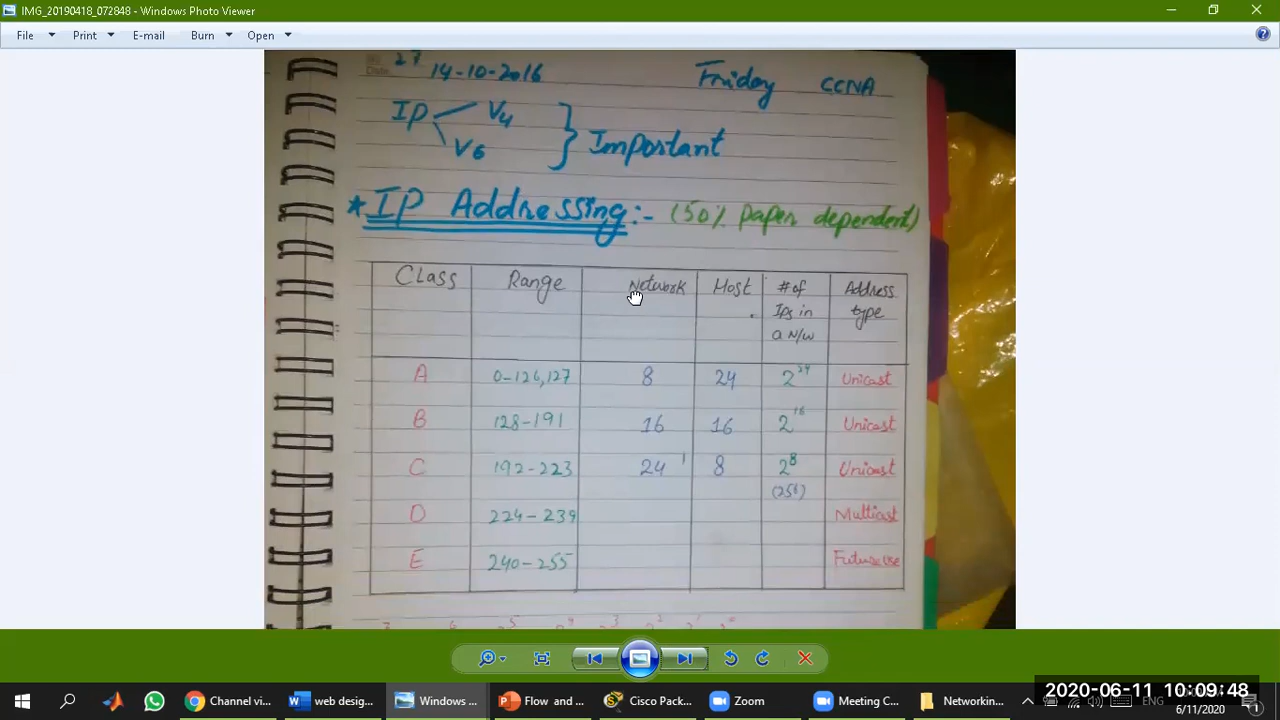 IMG_20190418_072848 - Windows Photo Viewer
File Print E-mail Burn Open
Date 27 14-10-2016 Friday CCNA
IP V4
V6
} Important
* IP Addressing:- (50% paper dependent)
Class Range Network Host # of Ips in a N/w Address type
A 0-126,127 8 24 2^24 Unicast
B 128-191 16 16 2^16 Unicast
C 192-223 24 8 2^8 (256) Unicast
D 224-239 Multicast
E 240-255 Future use
Channel vi... web desig... Windows ... Flow and ... Cisco Pack... Zoom Meeting C... Networkin... ENG
2020-06-11 10:09:48
6/11/2020